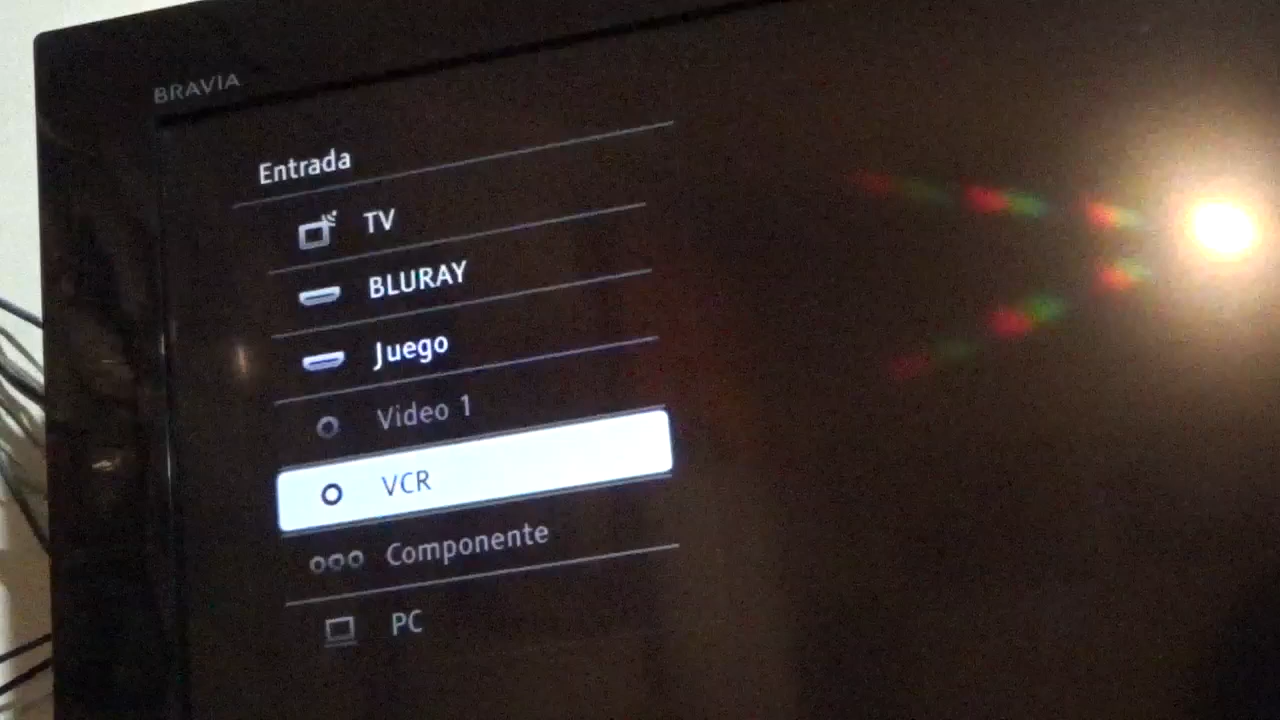 BRAVIA
Entrada
TV
BLURAY
Juego
Video 1
VCR
Componente
PC